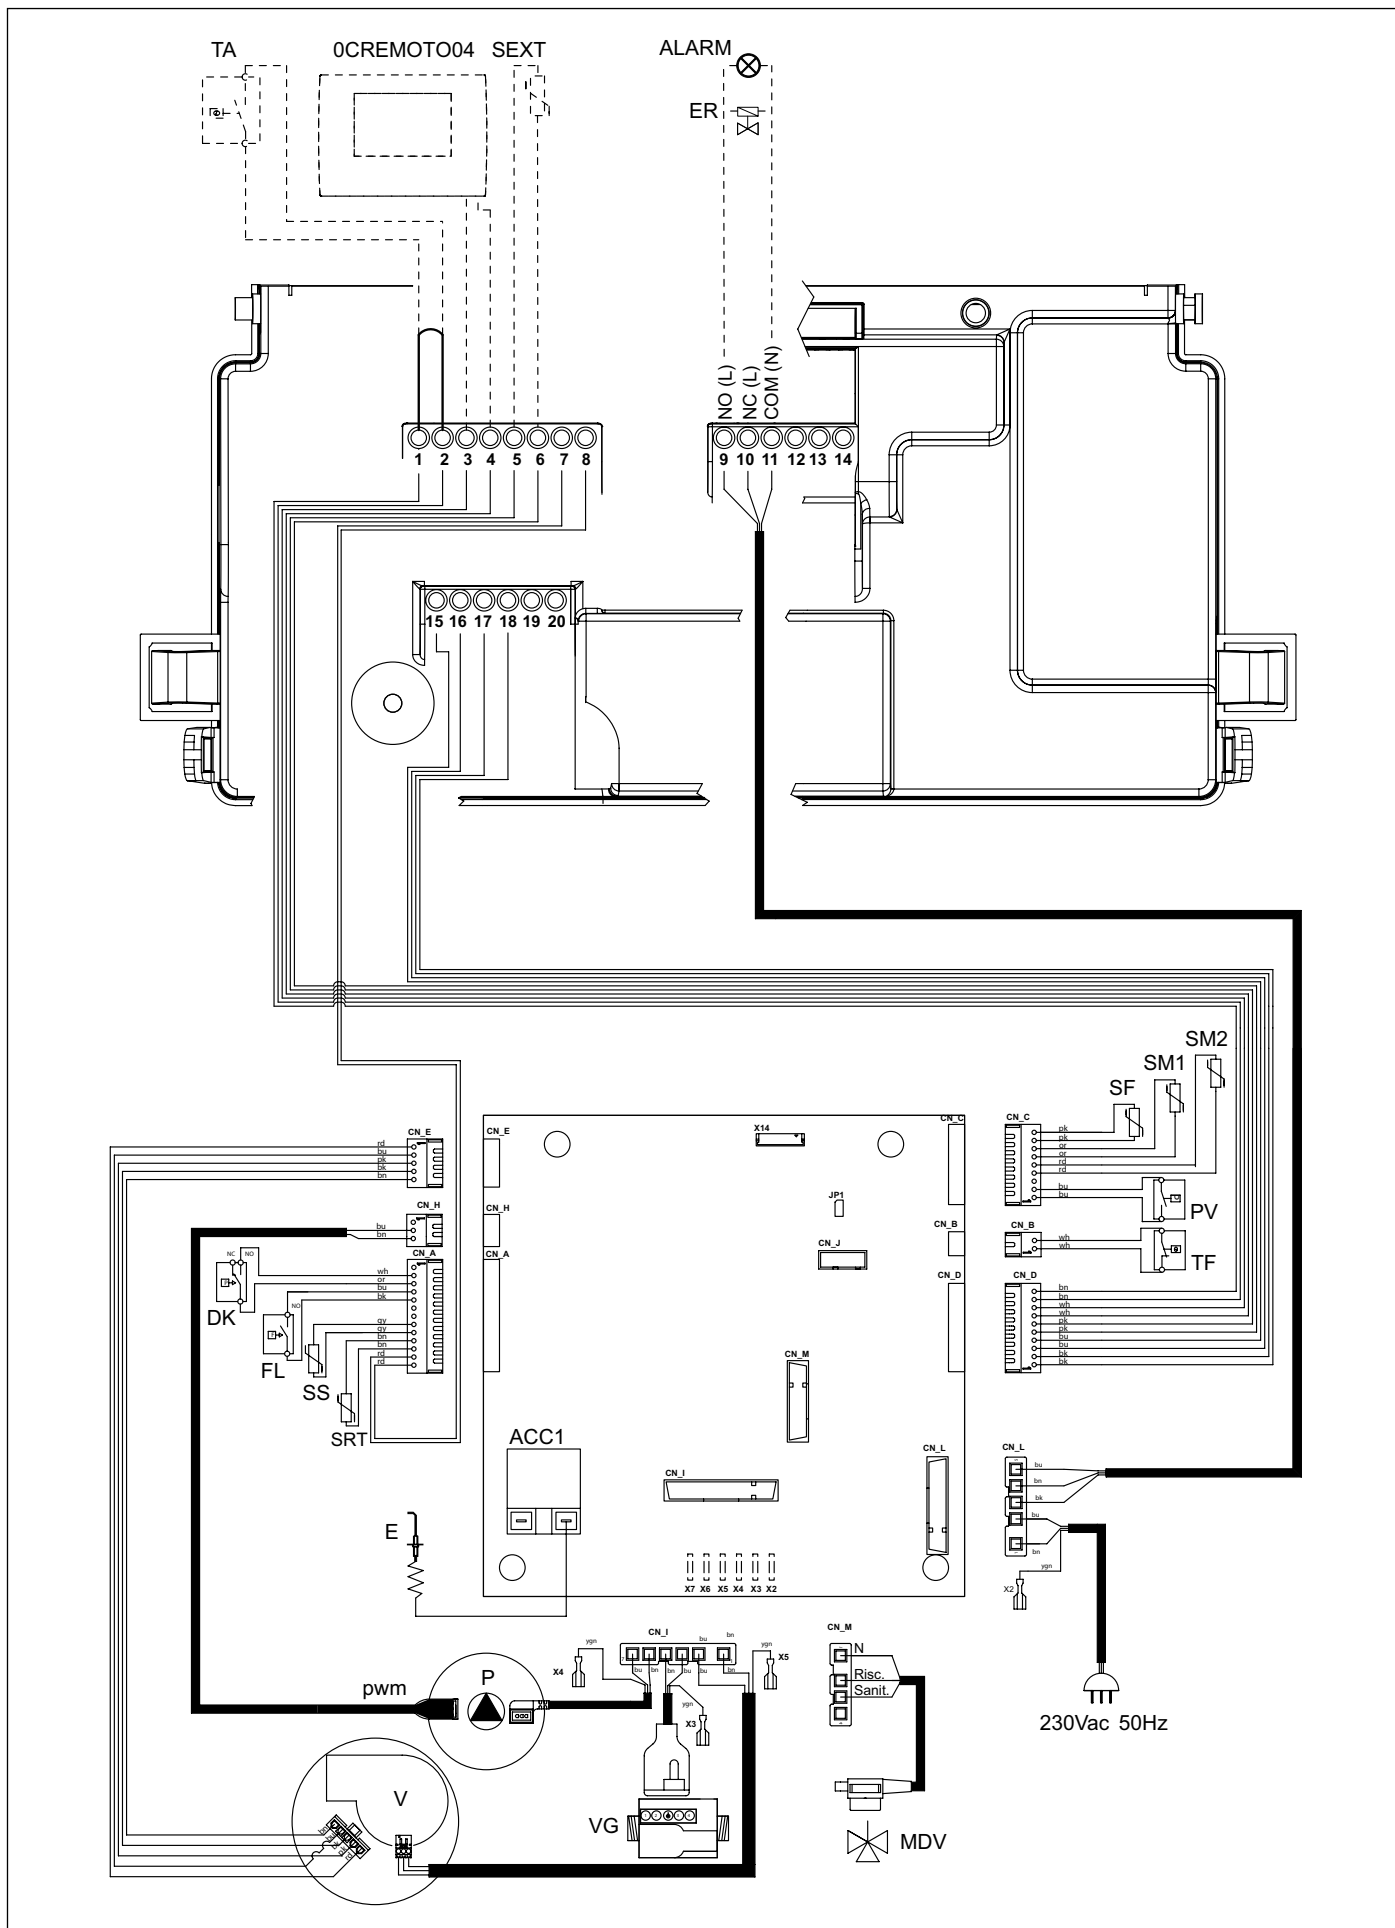 TA
0CREMOTO04
SEXT
ALARM
ER
NO (L)
NC (L)
COM (N)
1 2 3 4 5 6 7 8
9 10 11 12 13 14
15 16 17 18 19 20
SM2
SM1
SF
CN_E
rd
bu
pk
bk
bn
CN_H
bu
bn
CN_A
NC
NO
wh
or
bu
bk
gy
gy
bn
bn
rd
rd
DK
NO
FL
SS
SRT
CN_E
CN_H
CN_A
X14
JP1
CN_J
CN_M
CN_C
CN_B
CN_D
CN_L
CN_I
ACC1
X7 X6 X5 X4 X3 X2
CN_C
pk
pk
or
or
rd
rd
bu
bu
PV
CN_B
wh
wh
TF
CN_D
bn
bn
wh
wh
pk
pk
bu
bu
bk
bk
CN_L
bu
bn
bk
bu
bn
ygn
X2
230Vac 50Hz
E
CN_I
bu
bn
ygn
X4
bu
bn
bn
bu
bu
bn
ygn
X5
ygn
X3
pwm
P
V
bn
bu
bk
pk
rd
VG
CN_M
N
Risc.
Sanit.
MDV